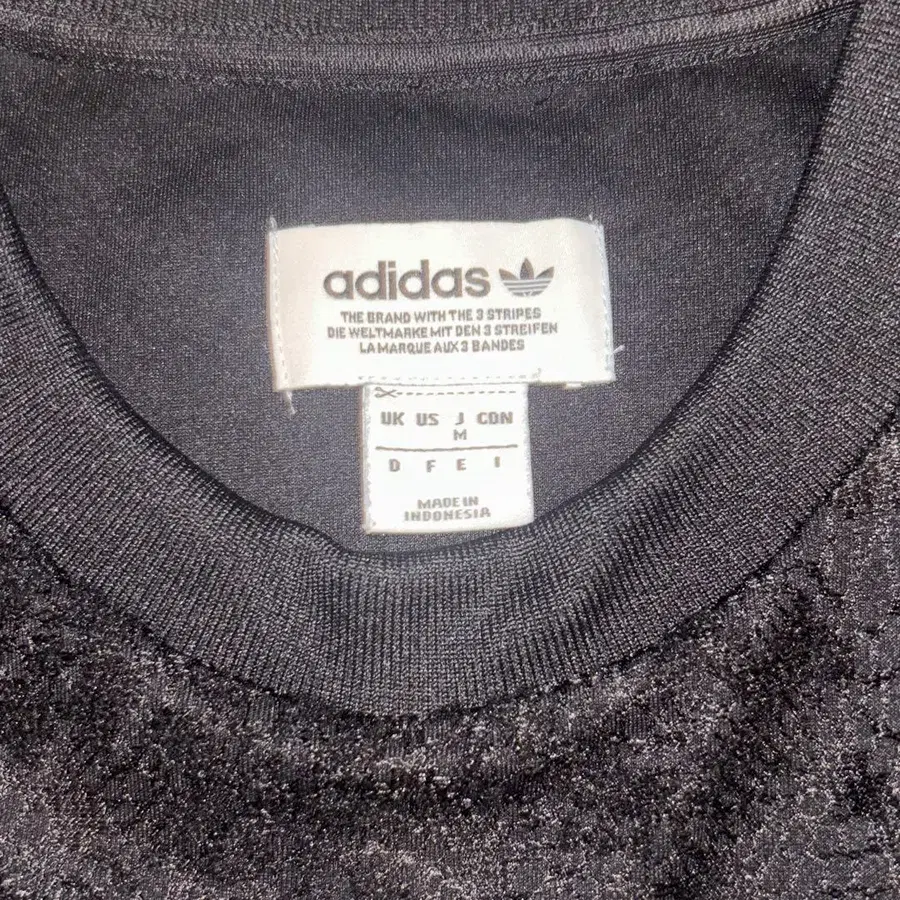 adidas
THE BRAND WITH THE 3 STRIPES
DIE WELTMARKE MIT DEN 3 STREIFEN
LA MARQUE AUX 3 BANDES
UK US J CDN
M
D F E I
MADE IN
INDONESIA